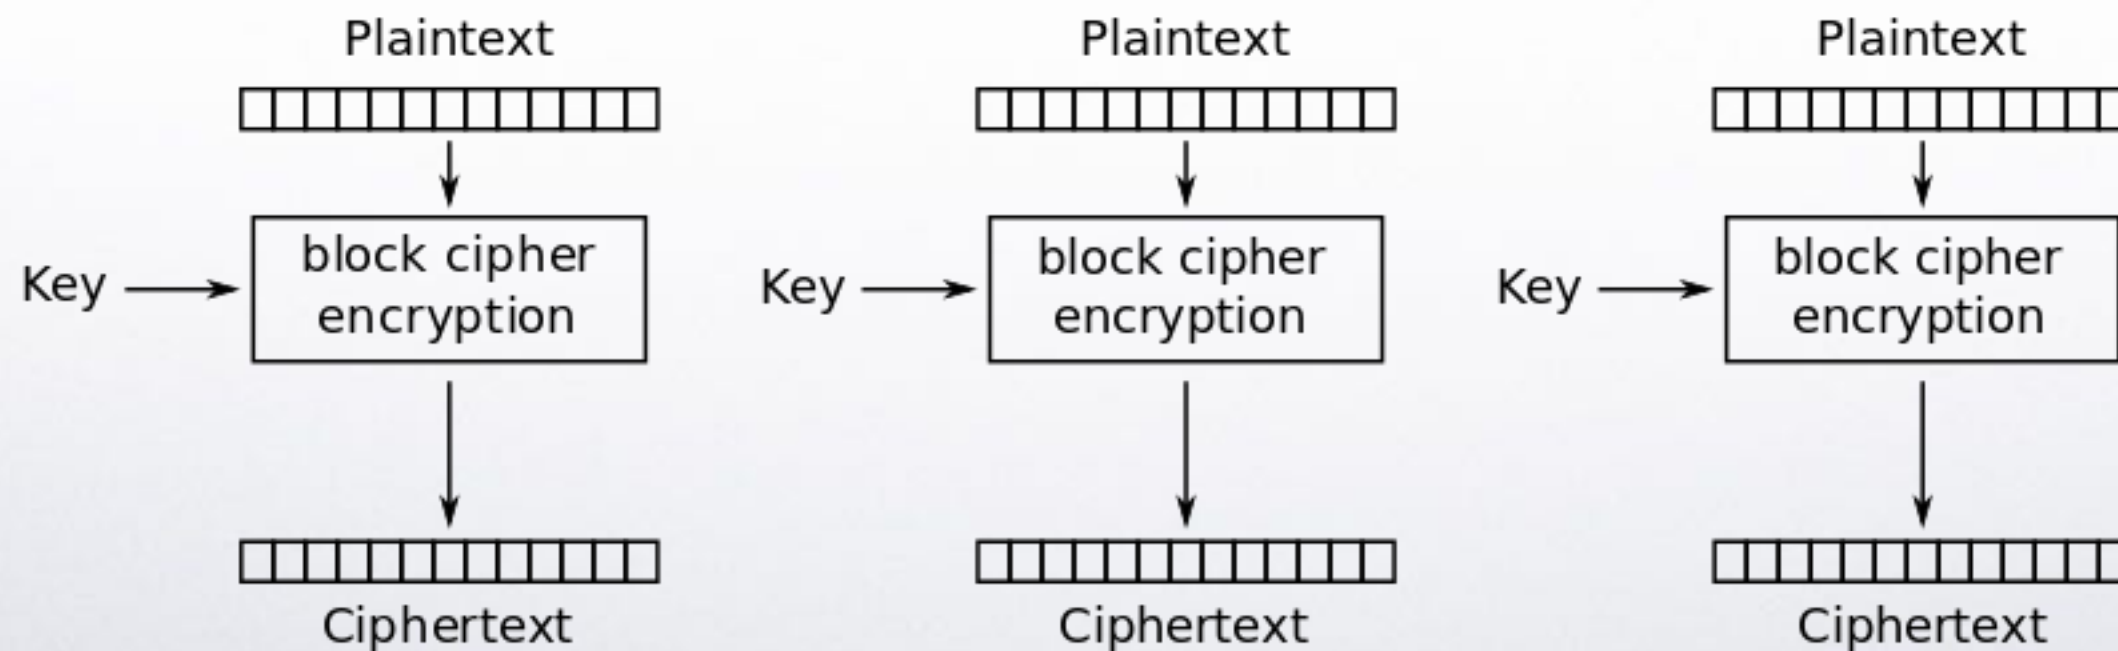 Plaintext
Plaintext
Plaintext
Key
block cipher
encryption
Key
block cipher
encryption
Key
block cipher
encryption
Ciphertext
Ciphertext
Ciphertext